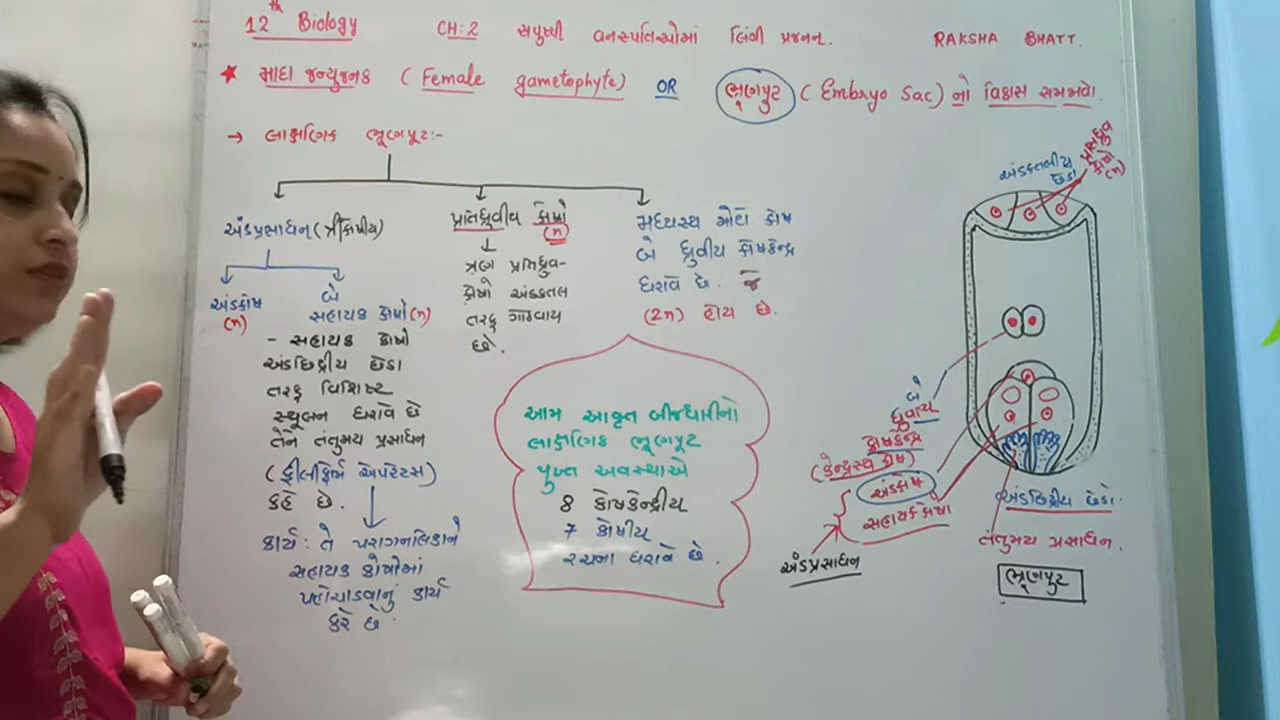 12th Biology CH:2 સપુષ્પી વનસ્પતિઓમાં લિંગી પ્રજનન. RAKSHA BHATT.
★ માદા જન્યુજનક (Female gametophyte) OR ભ્રૂણપુટ (Embryo Sac) નો વિકાસ સમજાવો.
→ લાક્ષણિક ભ્રૂણપૂટ:-
અંડપ્રસાધન (ત્રીકોષીય)
અંડકોષ (n)
બે
સહાયક કોષો (n)
- સહાયક કોષો
અંડછિદ્રીય છેડા
તરફ વિશિષ્ટ
સ્થૂલન ધરાવે છે
તેને તંતુમય પ્રસાધન
(ફીલીફોર્મ એપરેટસ)
કહે છે.
કાર્ય: તે પરાગનલિકાને
સહાયક કોષોમાં
પહોચાડવાનું કાર્ય
કરે છે.
પ્રતિધ્રુવીય કોષો
(n)
ત્રણ પ્રતિધ્રુવ-
કોષો અંડકતલ
તરફ ગોઠવાય
છે.
મધ્યસ્થ મોટો કોષ
બે ધ્રુવીય કોષકેન્દ્ર
ધરાવે છે. જે
(2n) હોય છે.
આમ આવૃત બીજધારીનો
લાક્ષણિક ભ્રૂણપૂટ
પુખ્ત અવસ્થાએ
8 કોષકેન્દ્રીય
7 કોષીય
રચના ધરાવે છે.
અંડકતલીય
છેડો
પ્રતિધ્રુવ
કોષો
(n)
બે
ધ્રુવીય
કોષકેન્દ્ર
(કેન્દ્રસ્થ કોષ)
અંડકોષ
સહાયકકોષો
અંડપ્રસાધન
અંડછિદ્રીય છેડો.
તંતુમય પ્રસાધન.
ભ્રૂણપુટ